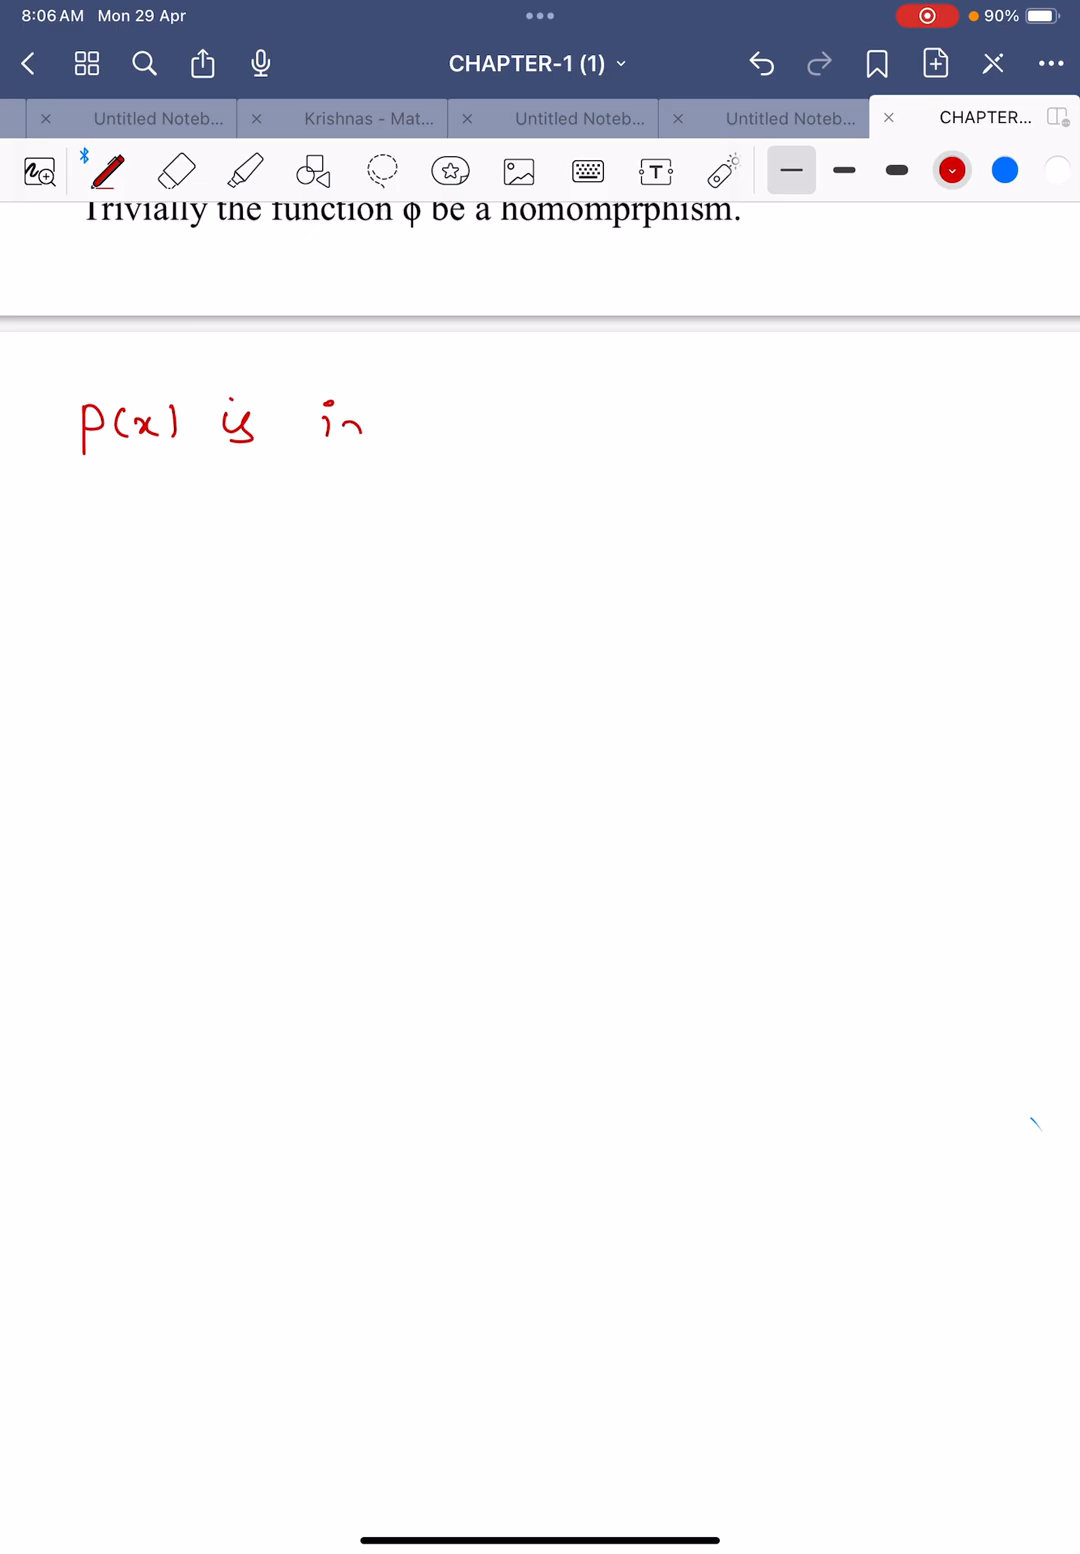 8:06 AM Mon 29 Apr
90%
CHAPTER-1 (1)
Untitled Noteb...
Krishnas - Mat...
Untitled Noteb...
Untitled Noteb...
CHAPTER...
T
Trivially the function φ be a homomprphism.
p(x) is in